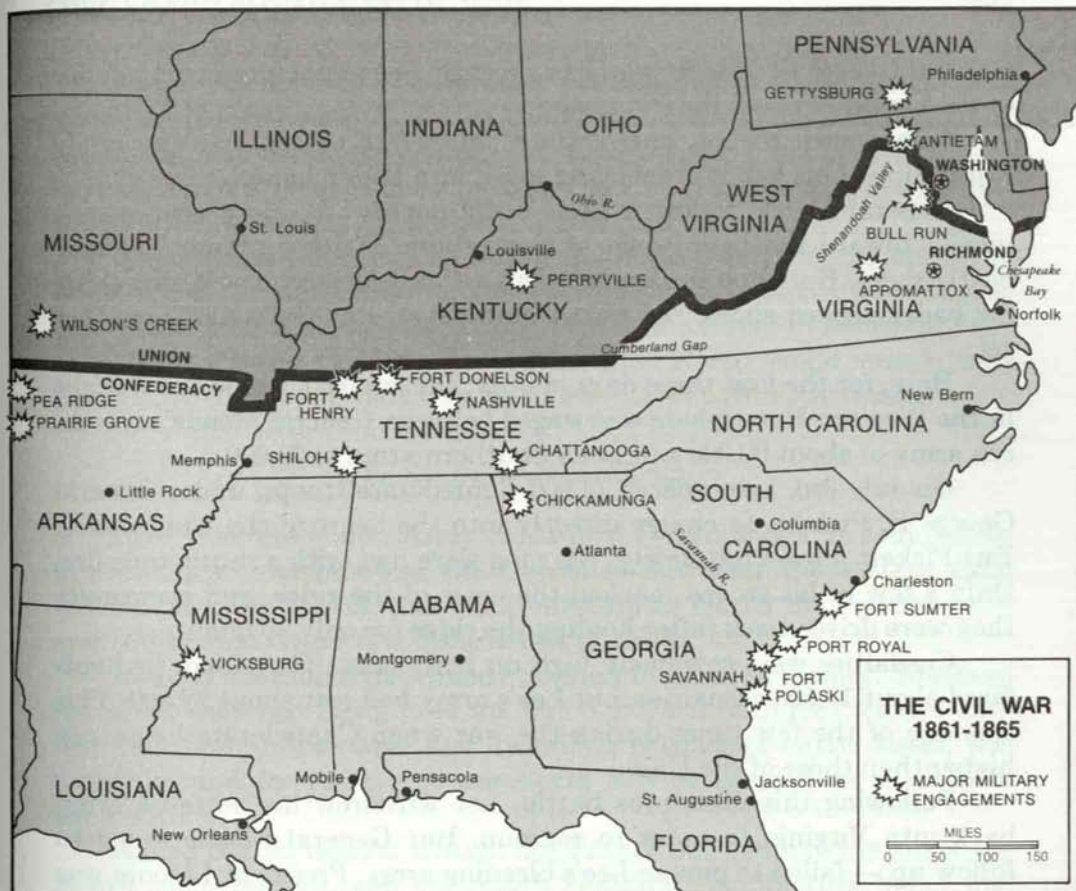 PENNSYLVANIA
Philadelphia
GETTYSBURG
ILLINOIS
INDIANA
OIHO
ANTIETAM
WASHINGTON
WEST
VIRGINIA
Ohio R.
Shenandoah Valley
MISSOURI
St. Louis
BULL RUN
Louisville
RICHMOND
PERRYVILLE
KENTUCKY
APPOMATTOX
Chesapeake
Bay
VIRGINIA
Norfolk
WILSON'S CREEK
Cumberland Gap
UNION
CONFEDERACY
FORT DONELSON
PEA RIDGE
FORT
HENRY
NASHVILLE
New Bern
PRAIRIE GROVE
TENNESSEE
NORTH CAROLINA
Memphis
SHILOH
CHATTANOOGA
Little Rock
CHICKAMUNGA
SOUTH
CAROLINA
ARKANSAS
Columbia
Atlanta
Savannah R.
Charleston
MISSISSIPPI
ALABAMA
FORT SUMTER
GEORGIA
PORT ROYAL
VICKSBURG
Montgomery
SAVANNAH
FORT
POLASKI
THE CIVIL WAR
1861-1865
LOUISIANA
Mobile
Pensacola
Jacksonville
MAJOR MILITARY
ENGAGEMENTS
St. Augustine
New Orleans
FLORIDA
MILES
0 50 100 150